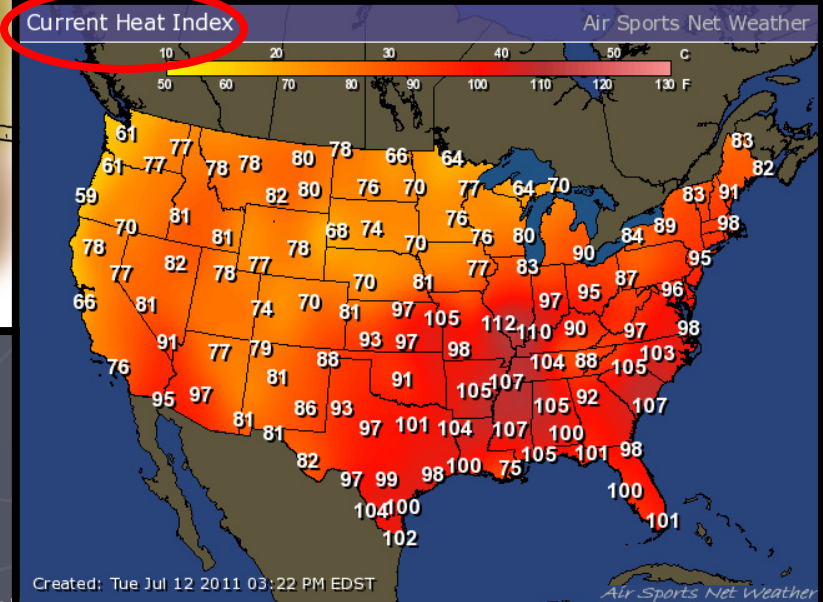 Current Heat Index Air Sports Net Weather
10 20 30 40 50 C
50 60 70 80 90 100 110 120 130 F
61 77 78 78 80 78 66 64 83
61 77 82 80 76 70 77 64 70 83 91 82
59 81 76 89 98
70 81 68 74 70 76 80 84
78 82 78 77 78 77 83 90 95
77 70 81 87
66 81 74 70 81 97 105 97 95 96
91 77 79 93 97 98 112 110 90 97 98
76 88 104 88 105 103
81 91 105 107
95 97 86 93 105 92 107
81 81 97 101 104 107 100
82 97 99 98 100 75 105 101 98
104 100 100
102 101
Created: Tue Jul 12 2011 03:22 PM EDST
Air Sports Net Weather